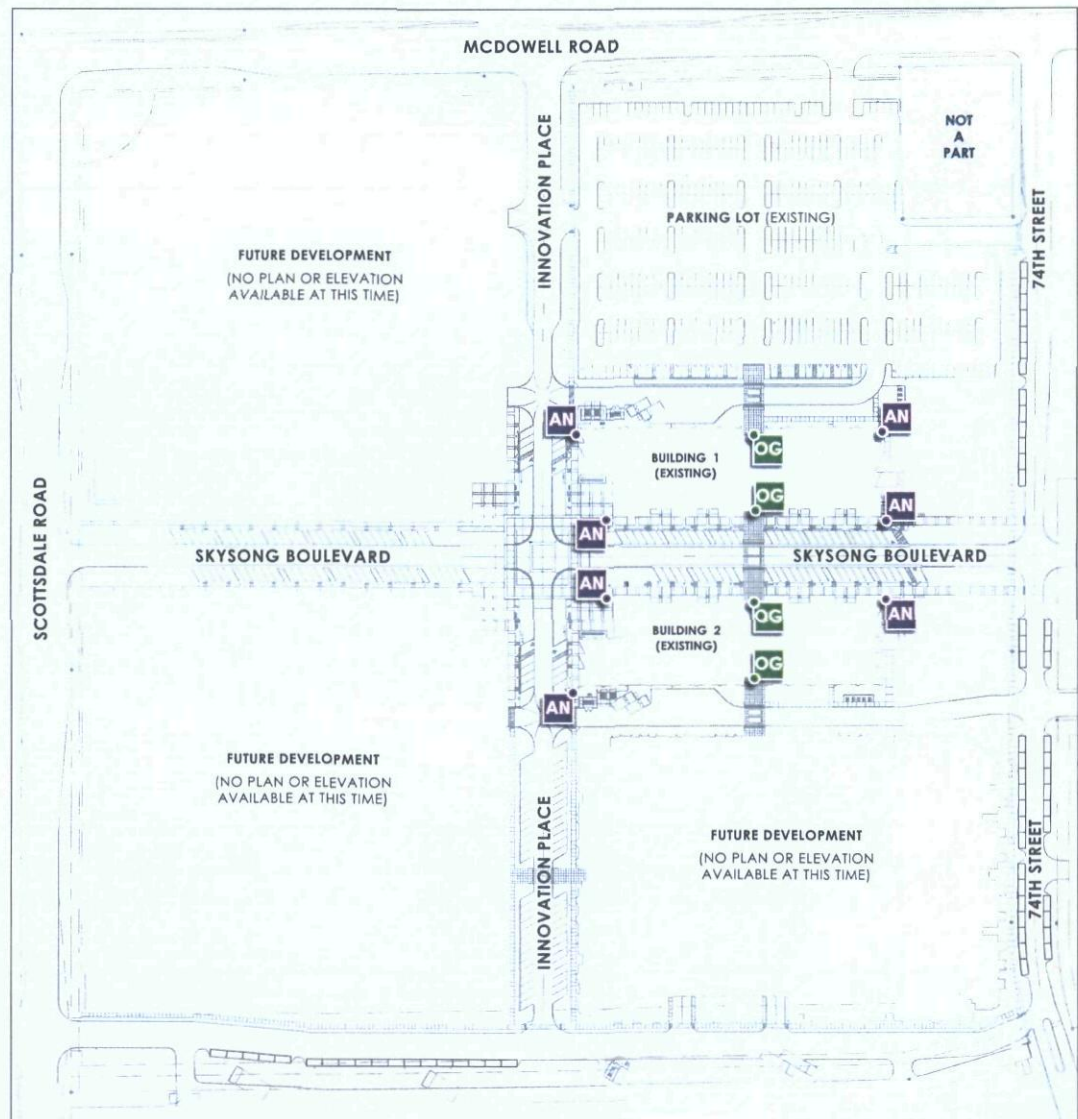 MCDOWELL ROAD
NOT
A
PART
INNOVATION PLACE
PARKING LOT (EXISTING)
74TH STREET
FUTURE DEVELOPMENT
(NO PLAN OR ELEVATION
AVAILABLE AT THIS TIME)
AN
AN
OG
BUILDING 1
(EXISTING)
OG
AN
AN
SCOTTSDALE ROAD
SKYSONG BOULEVARD
SKYSONG BOULEVARD
AN
AN
OG
BUILDING 2
(EXISTING)
OG
AN
FUTURE DEVELOPMENT
(NO PLAN OR ELEVATION
AVAILABLE AT THIS TIME)
INNOVATION PLACE
FUTURE DEVELOPMENT
(NO PLAN OR ELEVATION
AVAILABLE AT THIS TIME)
74TH STREET